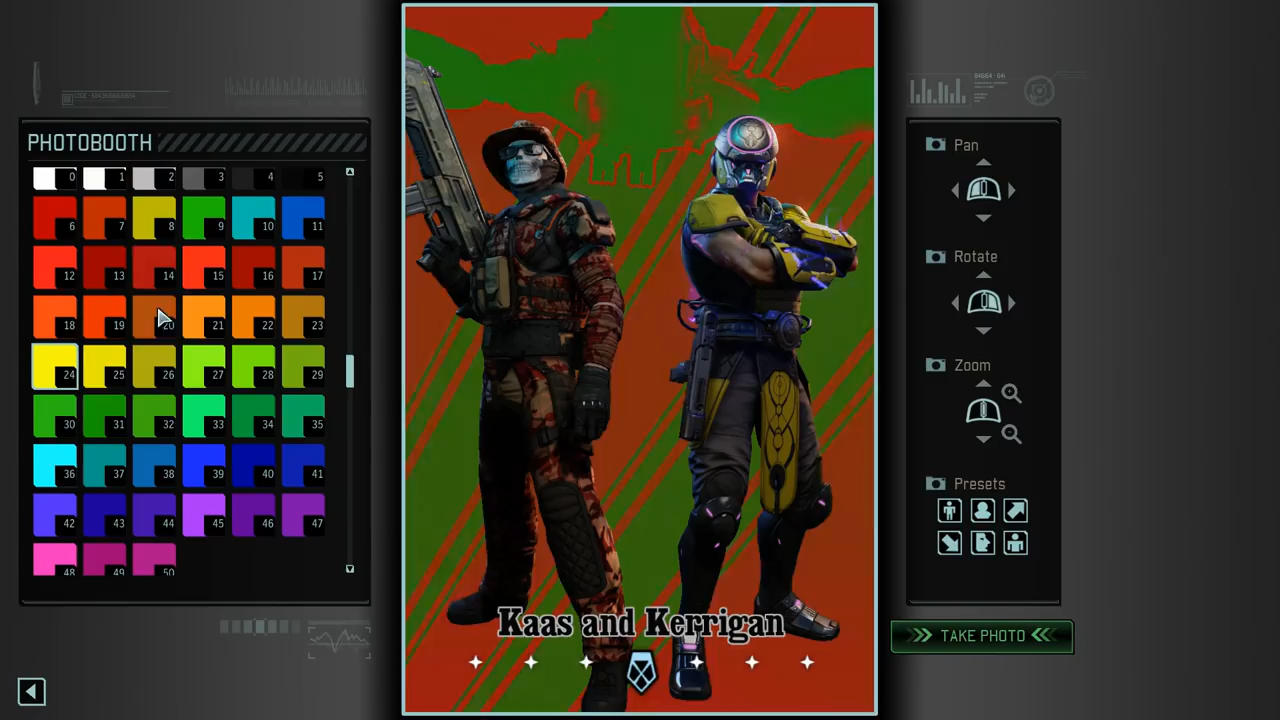 PHOTOBOOTH
0 1 2 3 4 5
6 7 8 9 10 11
12 13 14 15 16 17
18 19 20 21 22 23
24 25 26 27 28 29
30 31 32 33 34 35
36 37 38 39 40 41
42 43 44 45 46 47
48 49 50
Kaas and Kerrigan
Pan
Rotate
Zoom
Presets
TAKE PHOTO